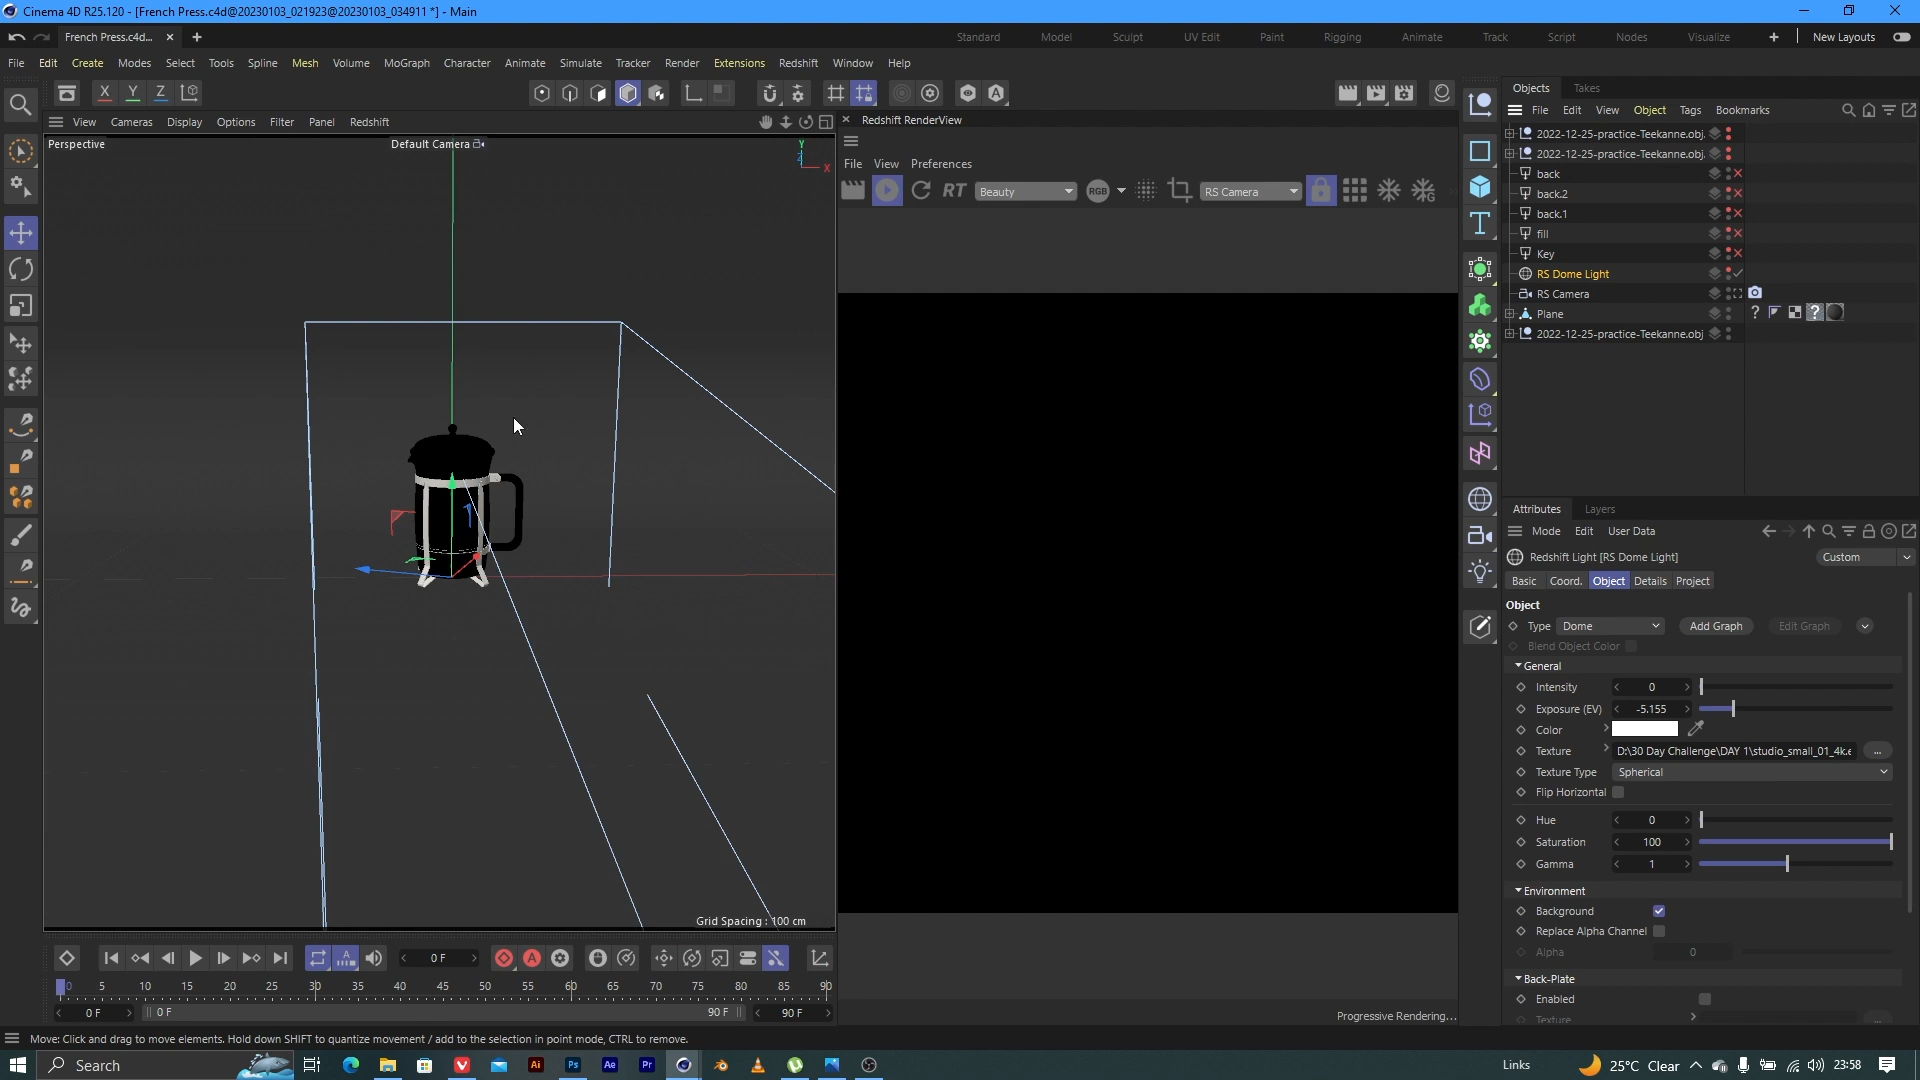 Cinema 4D R25.120 - [French Press.c4d@20230103_021923@20230103_034911 *] - Main
French Press.c4d...
Standard Model Sculpt UV Edit Paint Rigging Animate Track Script Nodes Visualize New Layouts
File Edit Create Modes Select Tools Spline Mesh Volume MoGraph Character Animate Simulate Tracker Render Extensions Redshift Window Help
X Y Z
View Cameras Display Options Filter Panel Redshift
Perspective
Default Camera
Y
Z
X
Grid Spacing : 100 cm
Redshift RenderView
File View Preferences
RT Beauty RGB RS Camera
Progressive Rendering...
Objects Takes
File Edit View Object Tags Bookmarks
2022-12-25-practice-Teekanne.obj.
2022-12-25-practice-Teekanne.obj.
back
back.2
back.1
fill
Key
RS Dome Light
RS Camera
Plane
2022-12-25-practice-Teekanne.obj
Attributes Layers
Mode Edit User Data
Redshift Light [RS Dome Light] Custom
Basic Coord. Object Details Project
Object
Type Dome Add Graph Edit Graph
Blend Object Color
General
Intensity 0
Exposure (EV) -5.155
Color
Texture D:\30 Day Challenge\DAY 1\studio_small_01_4k.e ...
Texture Type Spherical
Flip Horizontal
Hue 0
Saturation 100
Gamma 1
Environment
Background
Replace Alpha Channel
Alpha 0
Back-Plate
Enabled
Texture ...
0 F
0 5 10 15 20 25 30 35 40 45 50 55 60 65 70 75 80 85 90
0 F 0 F 90 F 90 F
Move: Click and drag to move elements. Hold down SHIFT to quantize movement / add to the selection in point mode, CTRL to remove.
Search Ai Ps Ae Pr Links 25°C Clear 23:58